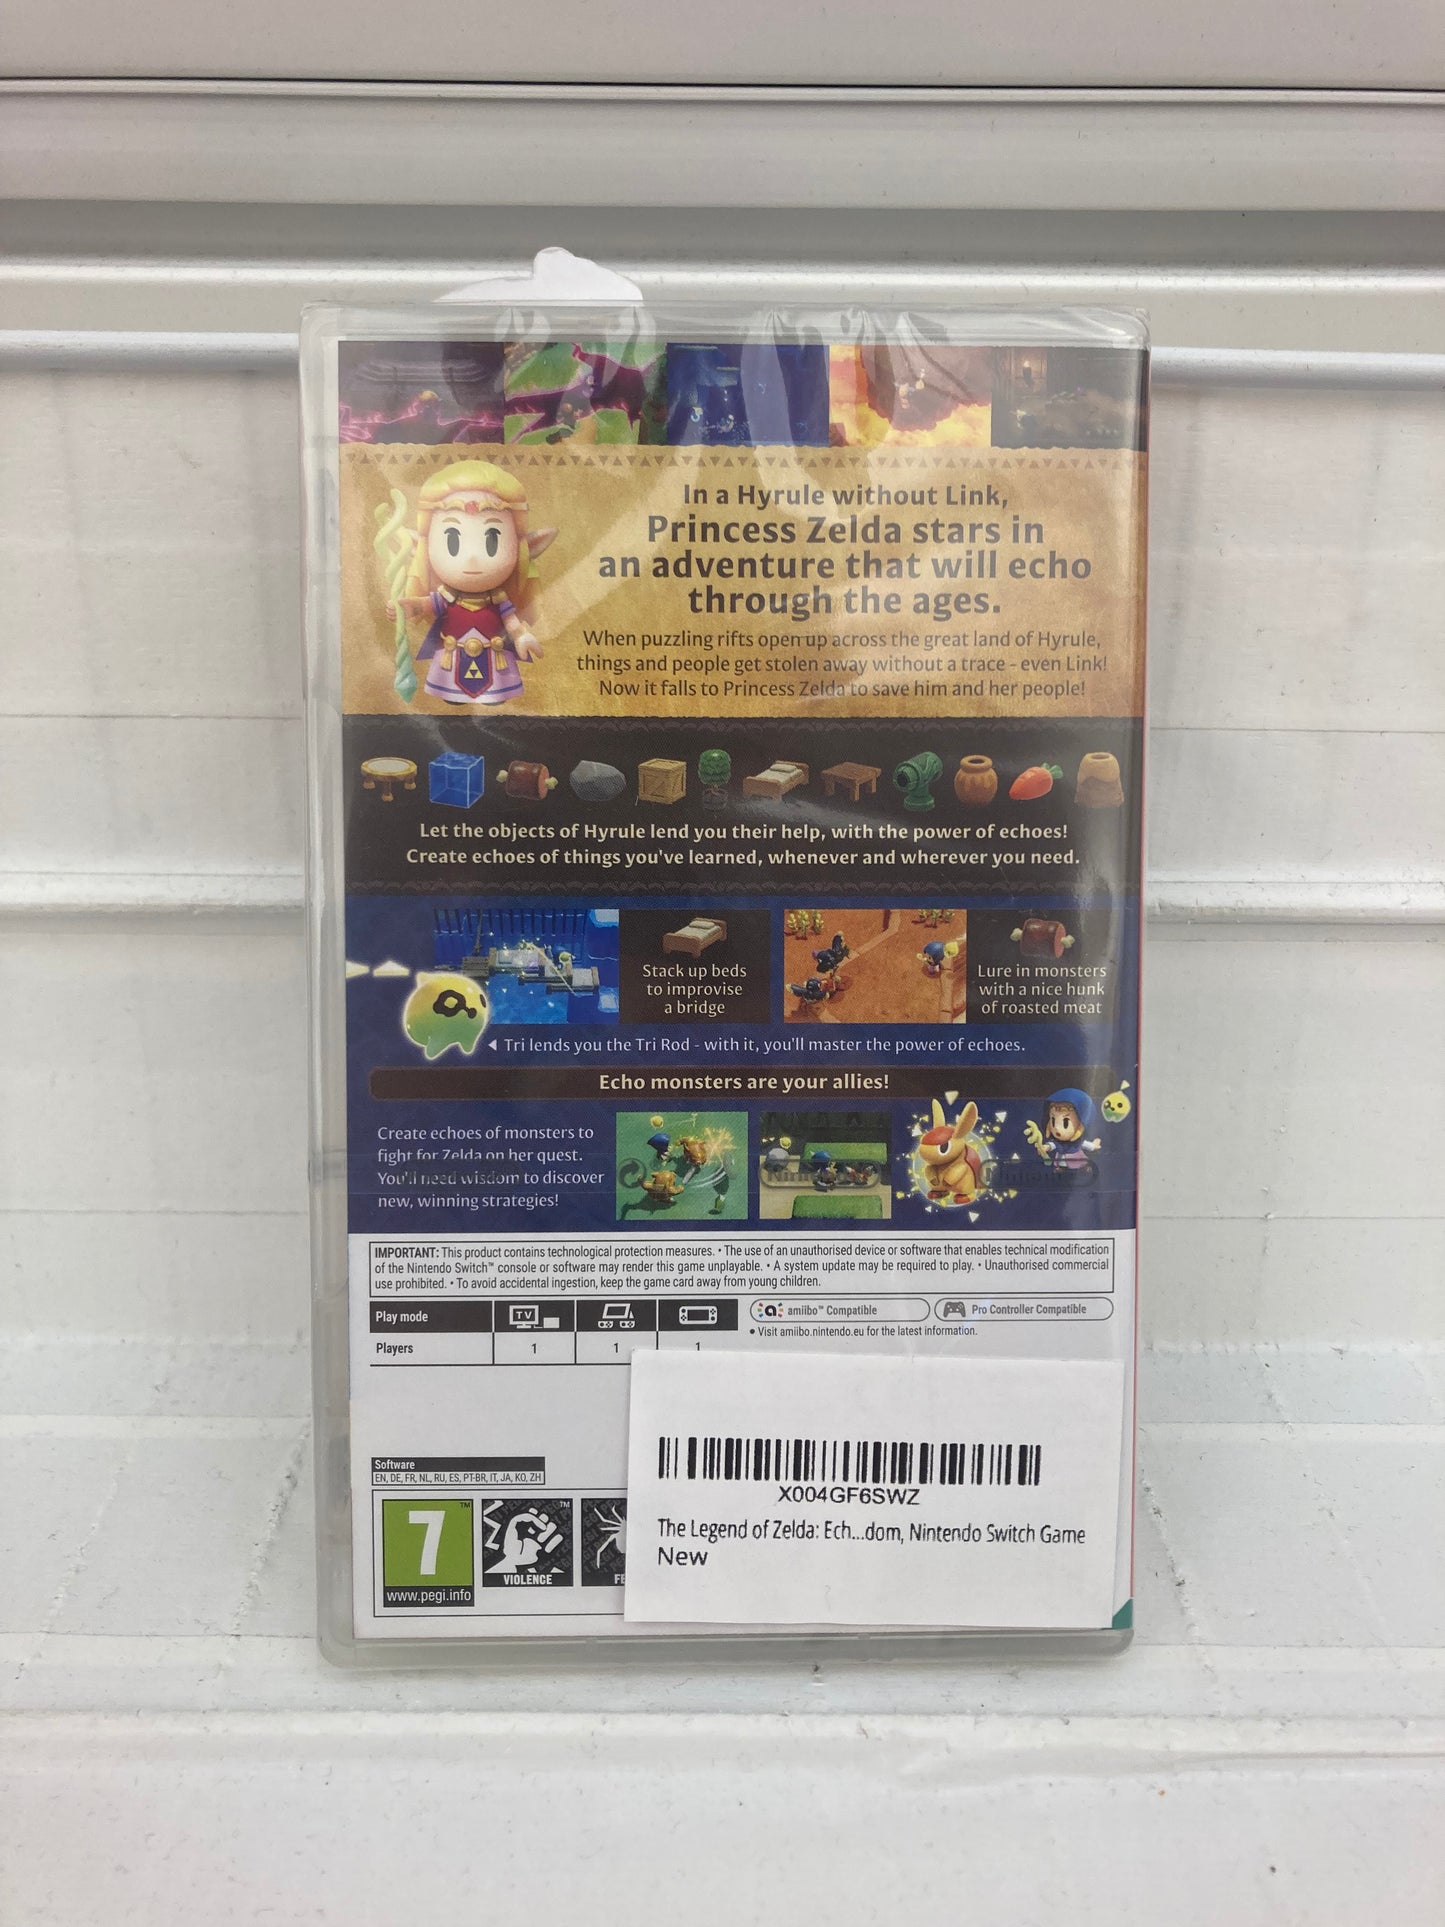 In a Hyrule without Link,
Princess Zelda stars in
an adventure that will echo
through the ages.
When puzzling rifts open up across the great land of Hyrule,
things and people get stolen away without a trace - even Link!
Now it falls to Princess Zelda to save him and her people!
Let the objects of Hyrule lend you their help, with the power of echoes!
Create echoes of things you've learned, whenever and wherever you need.
Stack up beds
to improvise
a bridge
Lure in monsters
with a nice hunk
of roasted meat
Tri lends you the Tri Rod - with it, you'll master the power of echoes.
Echo monsters are your allies!
Create echoes of monsters to
fight for Zelda on her quest.
You'll need wisdom to discover
new, winning strategies!
Nintendo
Nintendo
IMPORTANT: This product contains technological protection measures. • The use of an unauthorised device or software that enables technical modification
of the Nintendo Switch™ console or software may render this game unplayable. • A system update may be required to play. • Unauthorised commercial
use prohibited. • To avoid accidental ingestion, keep the game card away from young children.
Play mode
TV
amiibo™ Compatible
Pro Controller Compatible
• Visit amiibo.nintendo.eu for the latest information.
Players 1 1 1
Software
EN, DE, FR, NL, RU, ES, PT-BR, IT, JA, KO, ZH
7™
www.pegi.info
VIOLENCE
FE
X004GF6SWZ
The Legend of Zelda: Ech...dom, Nintendo Switch Game
New